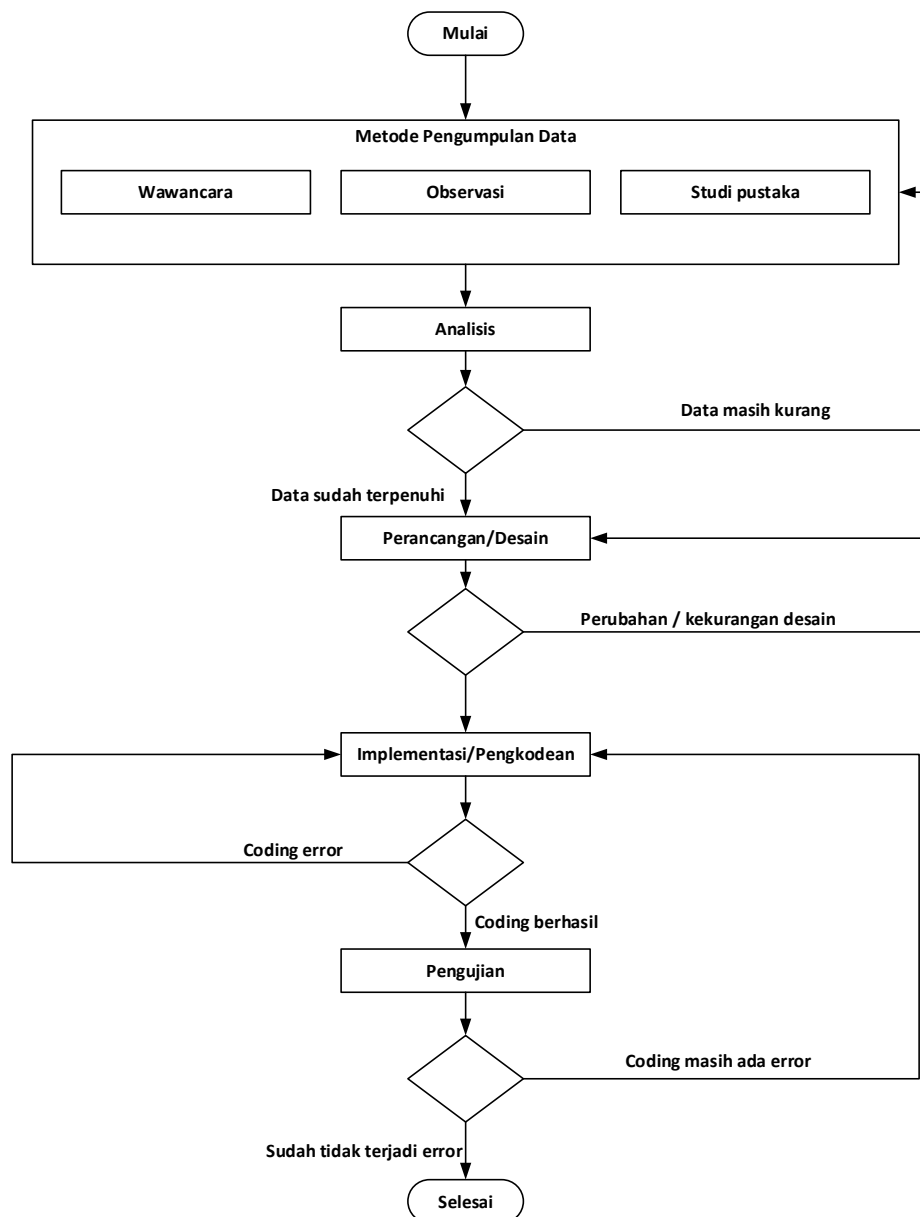 Mulai
Metode Pengumpulan Data
Wawancara
Observasi
Studi pustaka
Analisis
Data masih kurang
Data sudah terpenuhi
Perancangan/Desain
Perubahan / kekurangan desain
Implementasi/Pengkodean
Coding error
Coding berhasil
Pengujian
Coding masih ada error
Sudah tidak terjadi error
Selesai